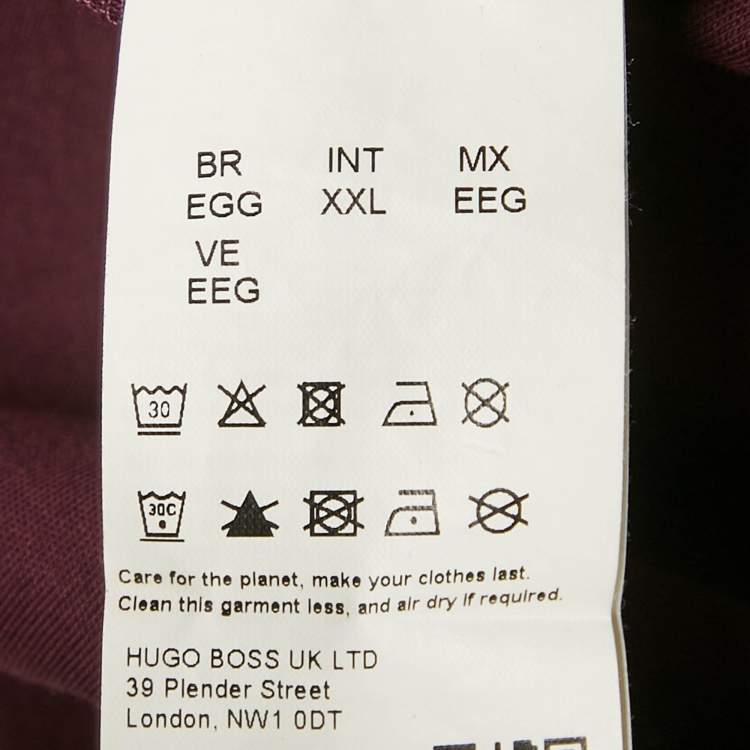 BR INT MX
EGG XXL EEG
VE
EEG
30
30C
Care for the planet, make your clothes last.
Clean this garment less, and air dry if required.
HUGO BOSS UK LTD
39 Plender Street
London, NW1 0DT